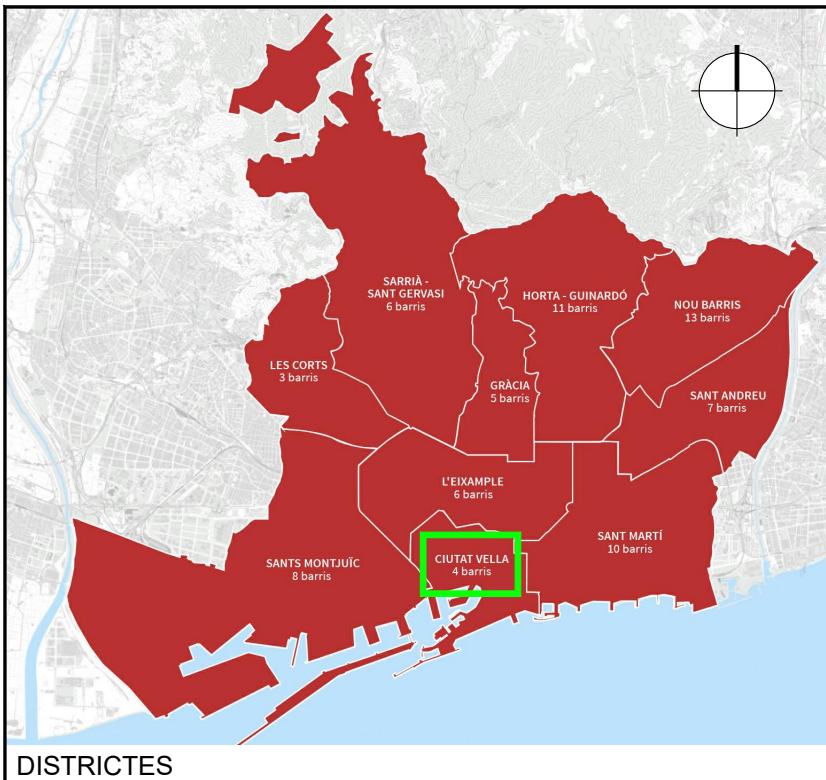 SARRIÀ -
SANT GERVASI
6 barris
HORTA - GUINARDÓ
11 barris
NOU BARRIS
13 barris
LES CORTS
3 barris
GRÀCIA
5 barris
SANT ANDREU
7 barris
L'EIXAMPLE
6 barris
SANT MARTÍ
10 barris
SANTS MONTJUÏC
8 barris
CIUTAT VELLA
4 barris
DISTRICTES